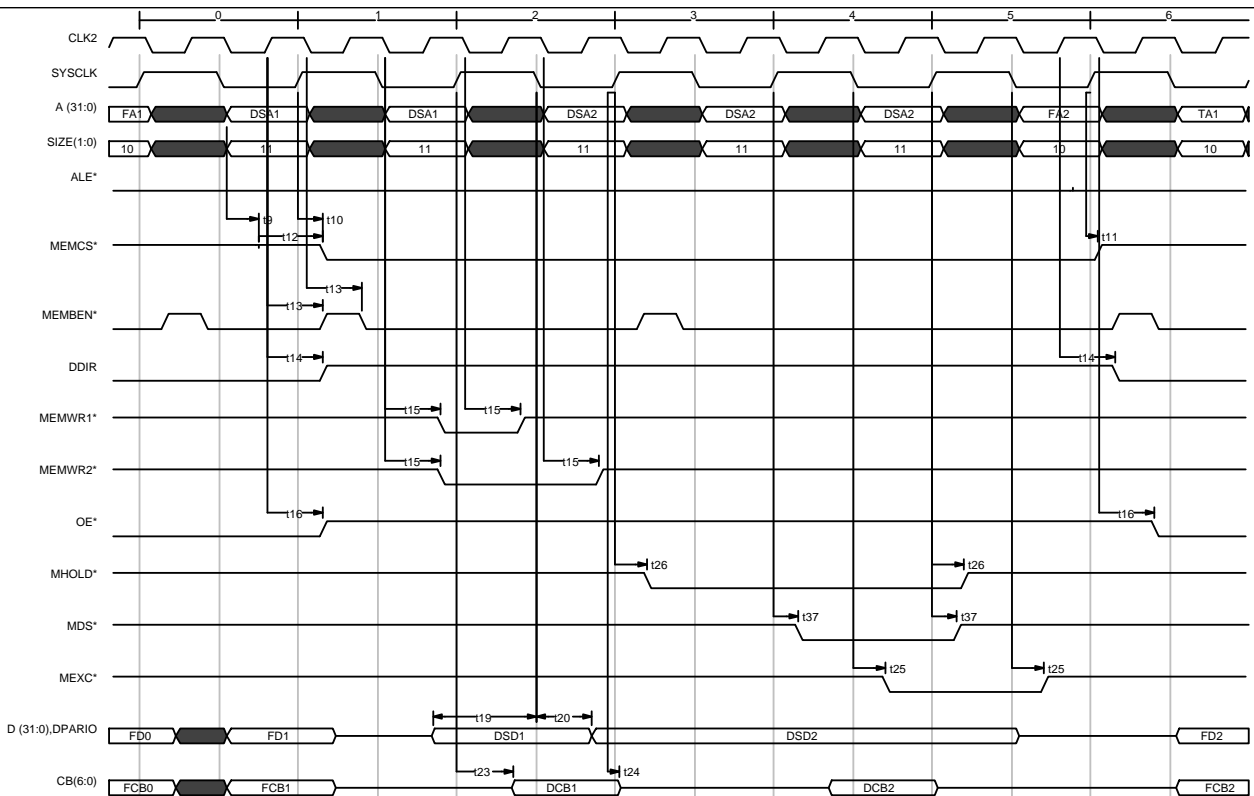 0 1 2 3 4 5 6
CLK2
SYSCLK
A (31:0) FA1 DSA1 DSA1 DSA2 DSA2 DSA2 FA2 TA1
SIZE(1:0) 10 11 11 11 11 11 10 10
ALE*
t9 t10
t12 t11
MEMCS*
t13
t13
MEMBEN*
DDIR t14 t14
MEMWR1* t15 t15
MEMWR2* t15 t15
OE* t16 t16
MHOLD* t26 t26
MDS* t37 t37
MEXC* t25 t25
t19 t20
D (31:0),DPARIO FD0 FD1 DSD1 DSD2 FD2
t23 t24
CB(6:0) FCB0 FCB1 DCB1 DCB2 FCB2